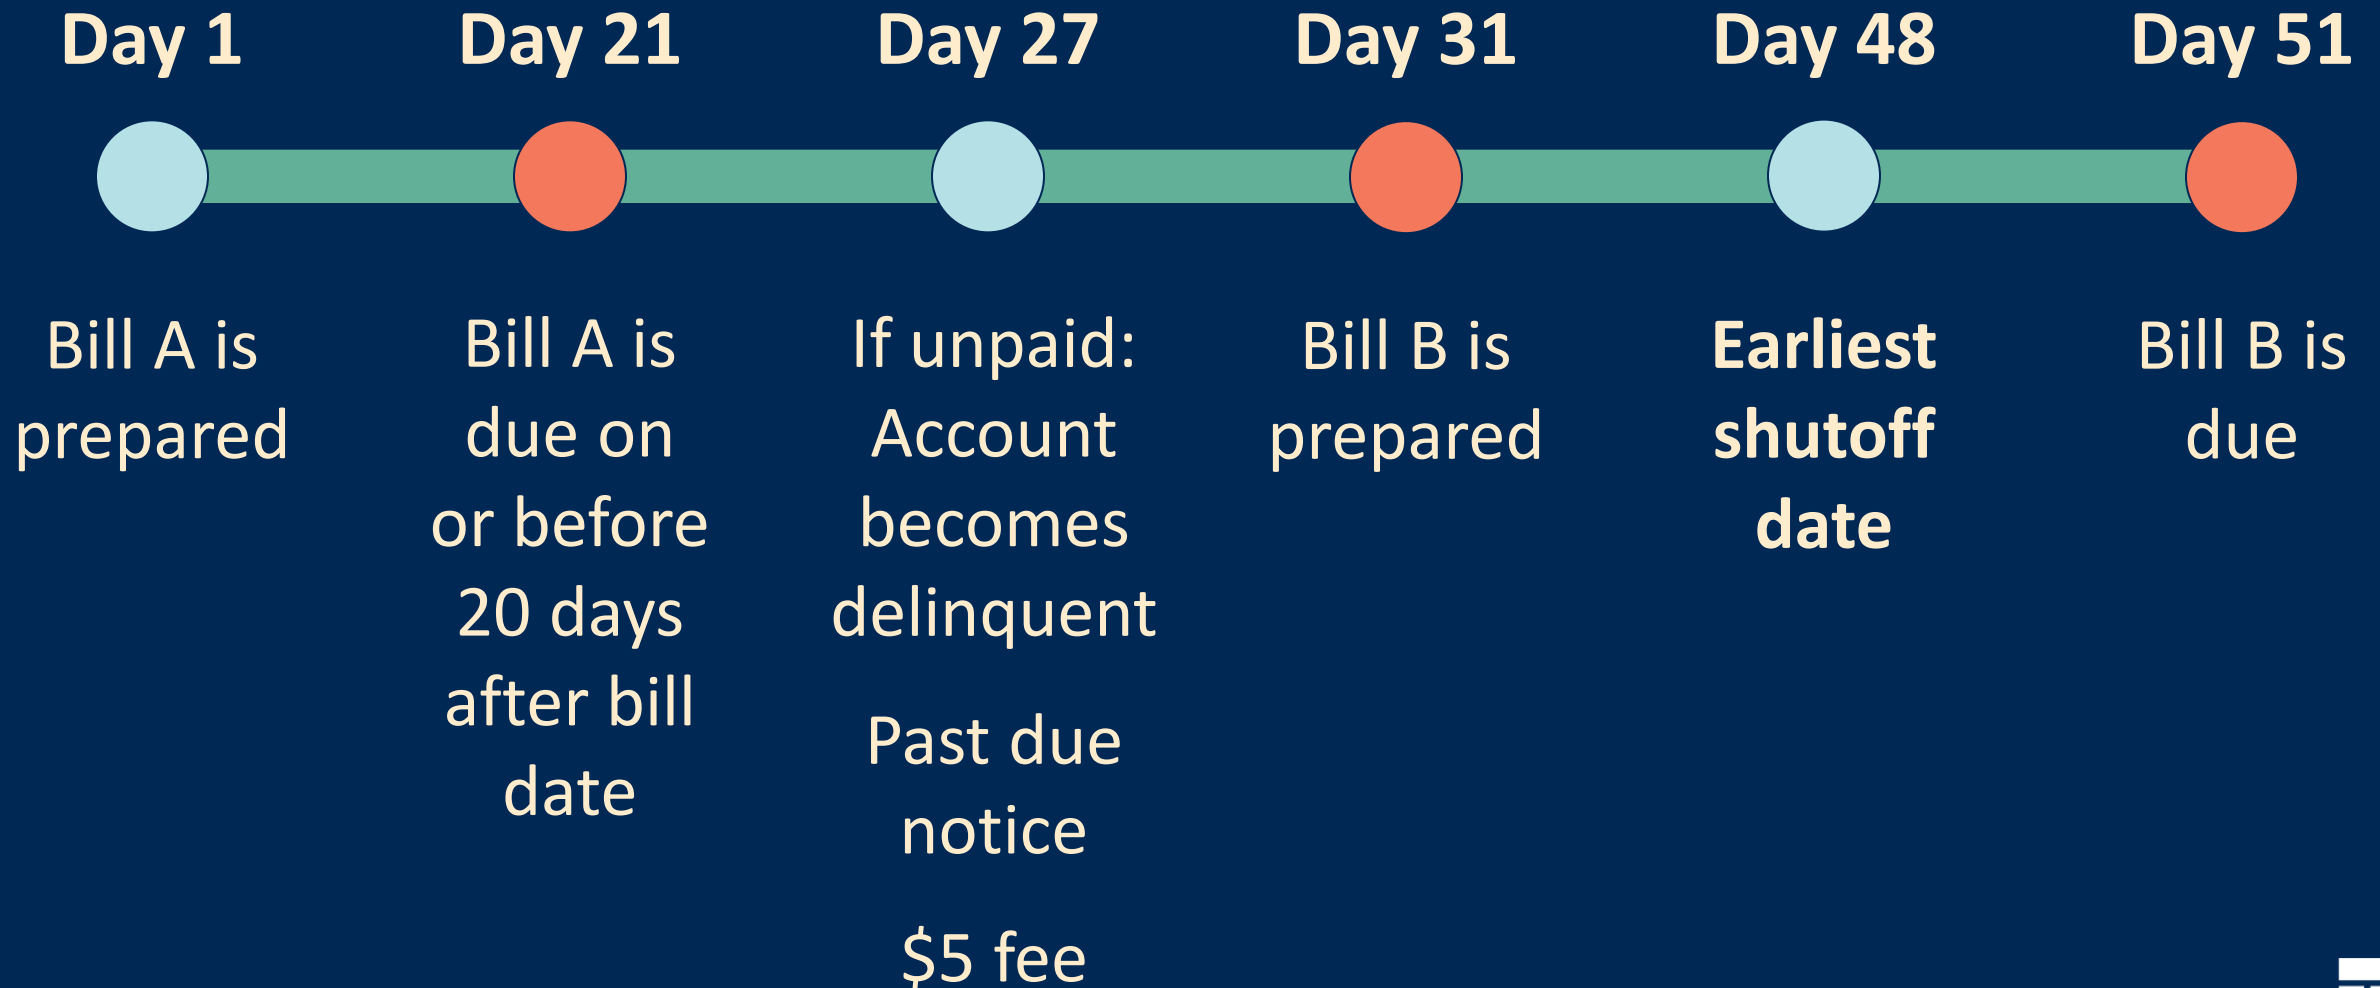 Day 1
Bill A is
prepared
Day 21
Bill A is
due on
or before
20 days
after bill
date
Day 27
If unpaid:
Account
becomes
delinquent
Past due
notice
$5 fee
Day 31
Bill B is
prepared
Day 48
Earliest
shutoff
date
Day 51
Bill B is
due